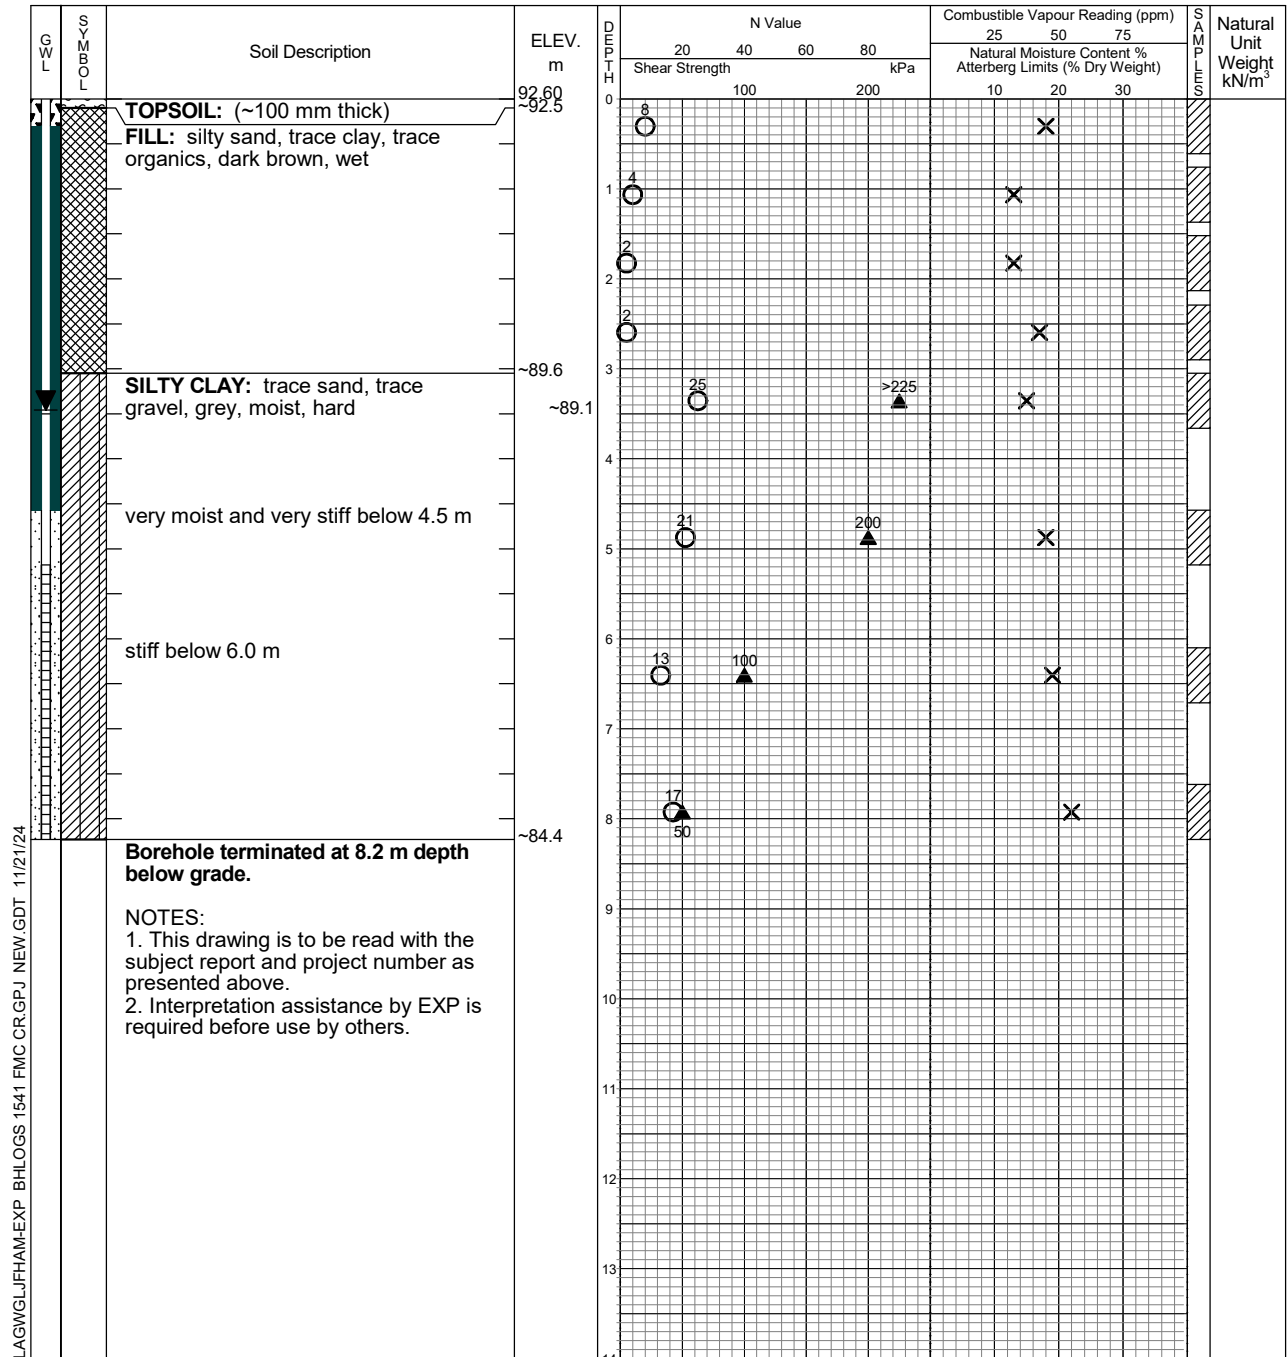 GWL
SYMBOL
Soil Description
ELEV.
m
DEPTH
N Value
20 40 60 80
Shear Strength kPa
100 200
Combustible Vapour Reading (ppm)
25 50 75
Natural Moisture Content %
Atterberg Limits (% Dry Weight)
10 20 30
SAMPLES
Natural
Unit
Weight
kN/m³
92.60
~92.5
TOPSOIL: (~100 mm thick)
FILL: silty sand, trace clay, trace
organics, dark brown, wet
~89.6
SILTY CLAY: trace sand, trace
gravel, grey, moist, hard
~89.1
very moist and very stiff below 4.5 m
stiff below 6.0 m
~84.4
Borehole terminated at 8.2 m depth
below grade.
NOTES:
1. This drawing is to be read with the
subject report and project number as
presented above.
2. Interpretation assistance by EXP is
required before use by others.
0
8
1
4
2
2
2
3
25 >225
4
21 200
5
6
13 100
7
17
8
50
9
10
11
12
13
LAGWGLJFHAM-EXP BHLOGS 1541 FMC CR.GPJ NEW.GDT 11/21/24